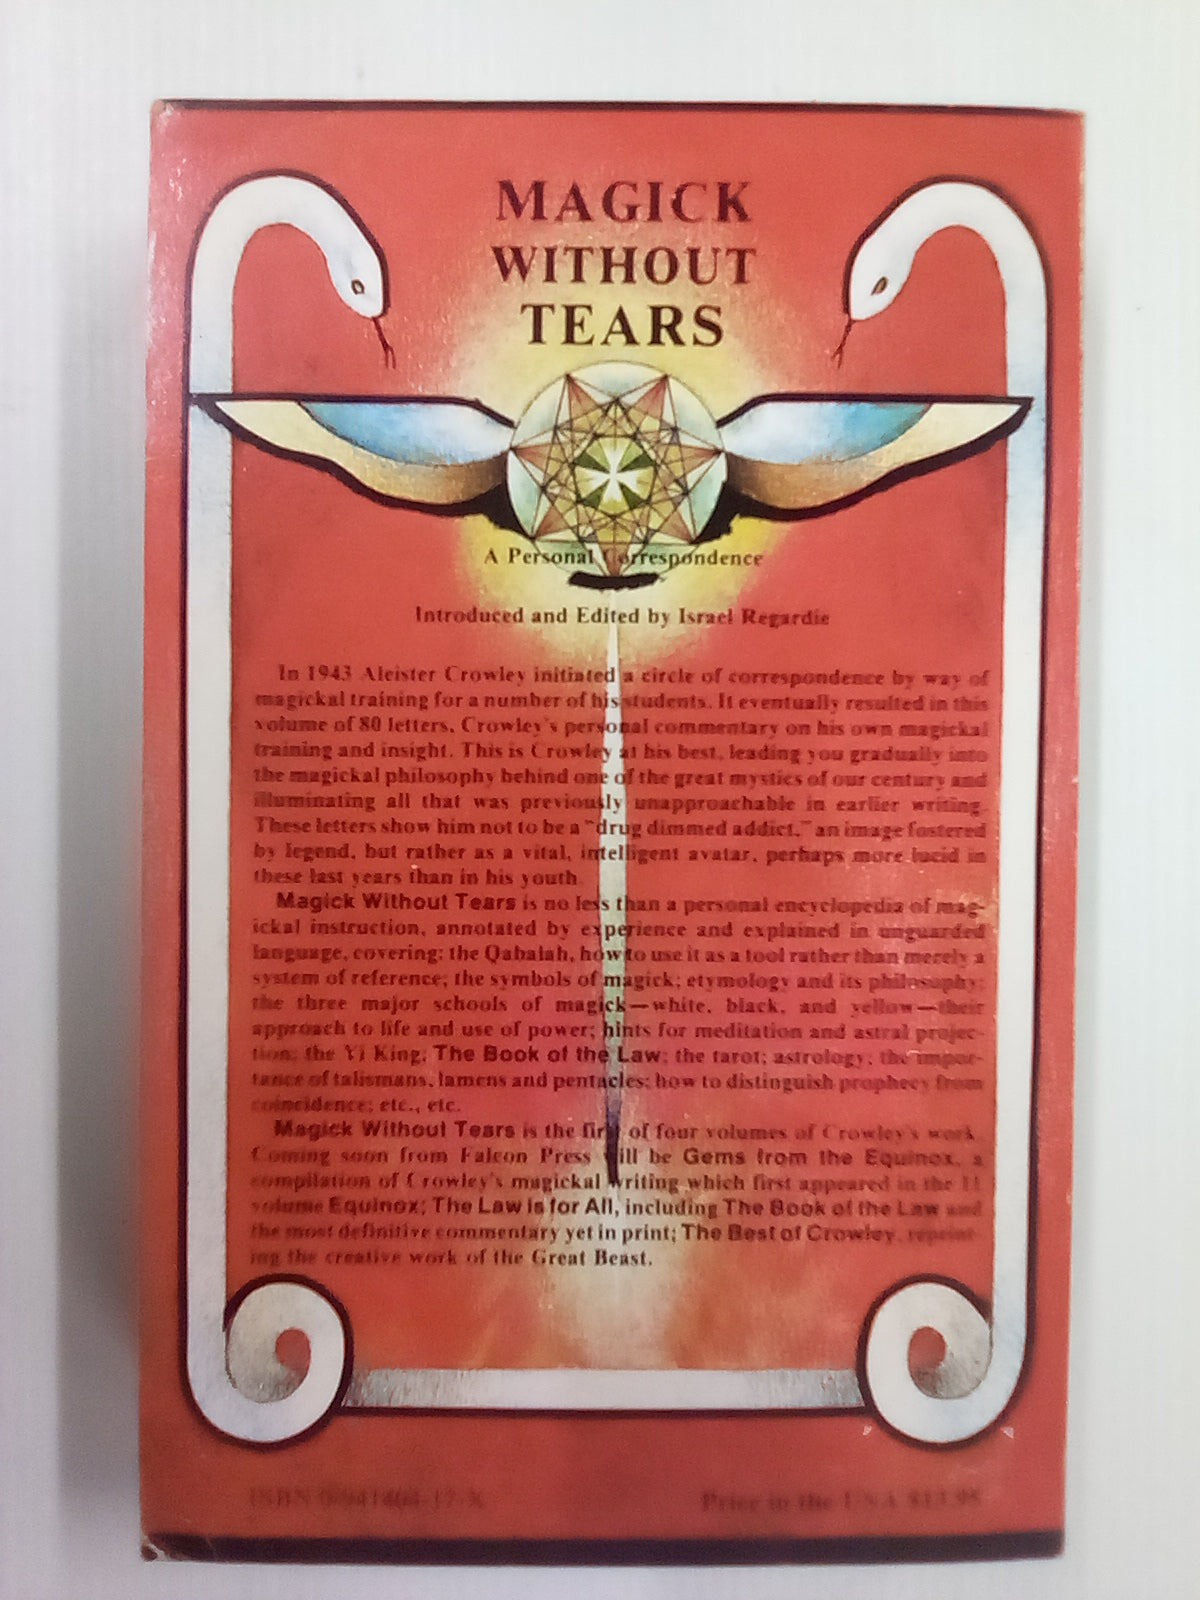 MAGICK
WITHOUT
TEARS
A Personal Correspondence
Introduced and Edited by Israel Regardie
In 1943 Aleister Crowley initiated a circle of correspondence by way of
magickal training for a number of his students. It eventually resulted in this
volume of 80 letters, Crowley's personal commentary on his own magickal
training and insight. This is Crowley at his best, leading you gradually into
the magickal philosophy behind one of the great mystics of our century and
illuminating all that was previously unapproachable in earlier writing.
These letters show him not to be a "drug dimmed addict," an image fostered
by legend, but rather as a vital, intelligent avatar, perhaps more lucid in
these last years than in his youth.
Magick Without Tears is no less than a personal encyclopedia of mag-
ickal instruction, annotated by experience and explained in unguarded
language, covering: the Qabalah, how to use it as a tool rather than merely a
system of reference; the symbols of magick; etymology and its philosophy;
the three major schools of magick—white, black, and yellow—their
approach to life and use of power; hints for meditation and astral projec-
tion; the Yi King; The Book of the Law; the tarot; astrology; the impor-
tance of talismans, lamens and pentacles; how to distinguish prophecy from
coincidence; etc., etc.
Magick Without Tears is the first of four volumes of Crowley's work.
Coming soon from Falcon Press will be Gems from the Equinox, a
compilation of Crowley's magickal writing which first appeared in the 11
volume Equinox; The Law is for All, including The Book of the Law and
the most definitive commentary yet in print; The Best of Crowley, reprint-
ing the creative work of the Great Beast.
ISBN 0-941404-17-X
Price in the USA $13.95